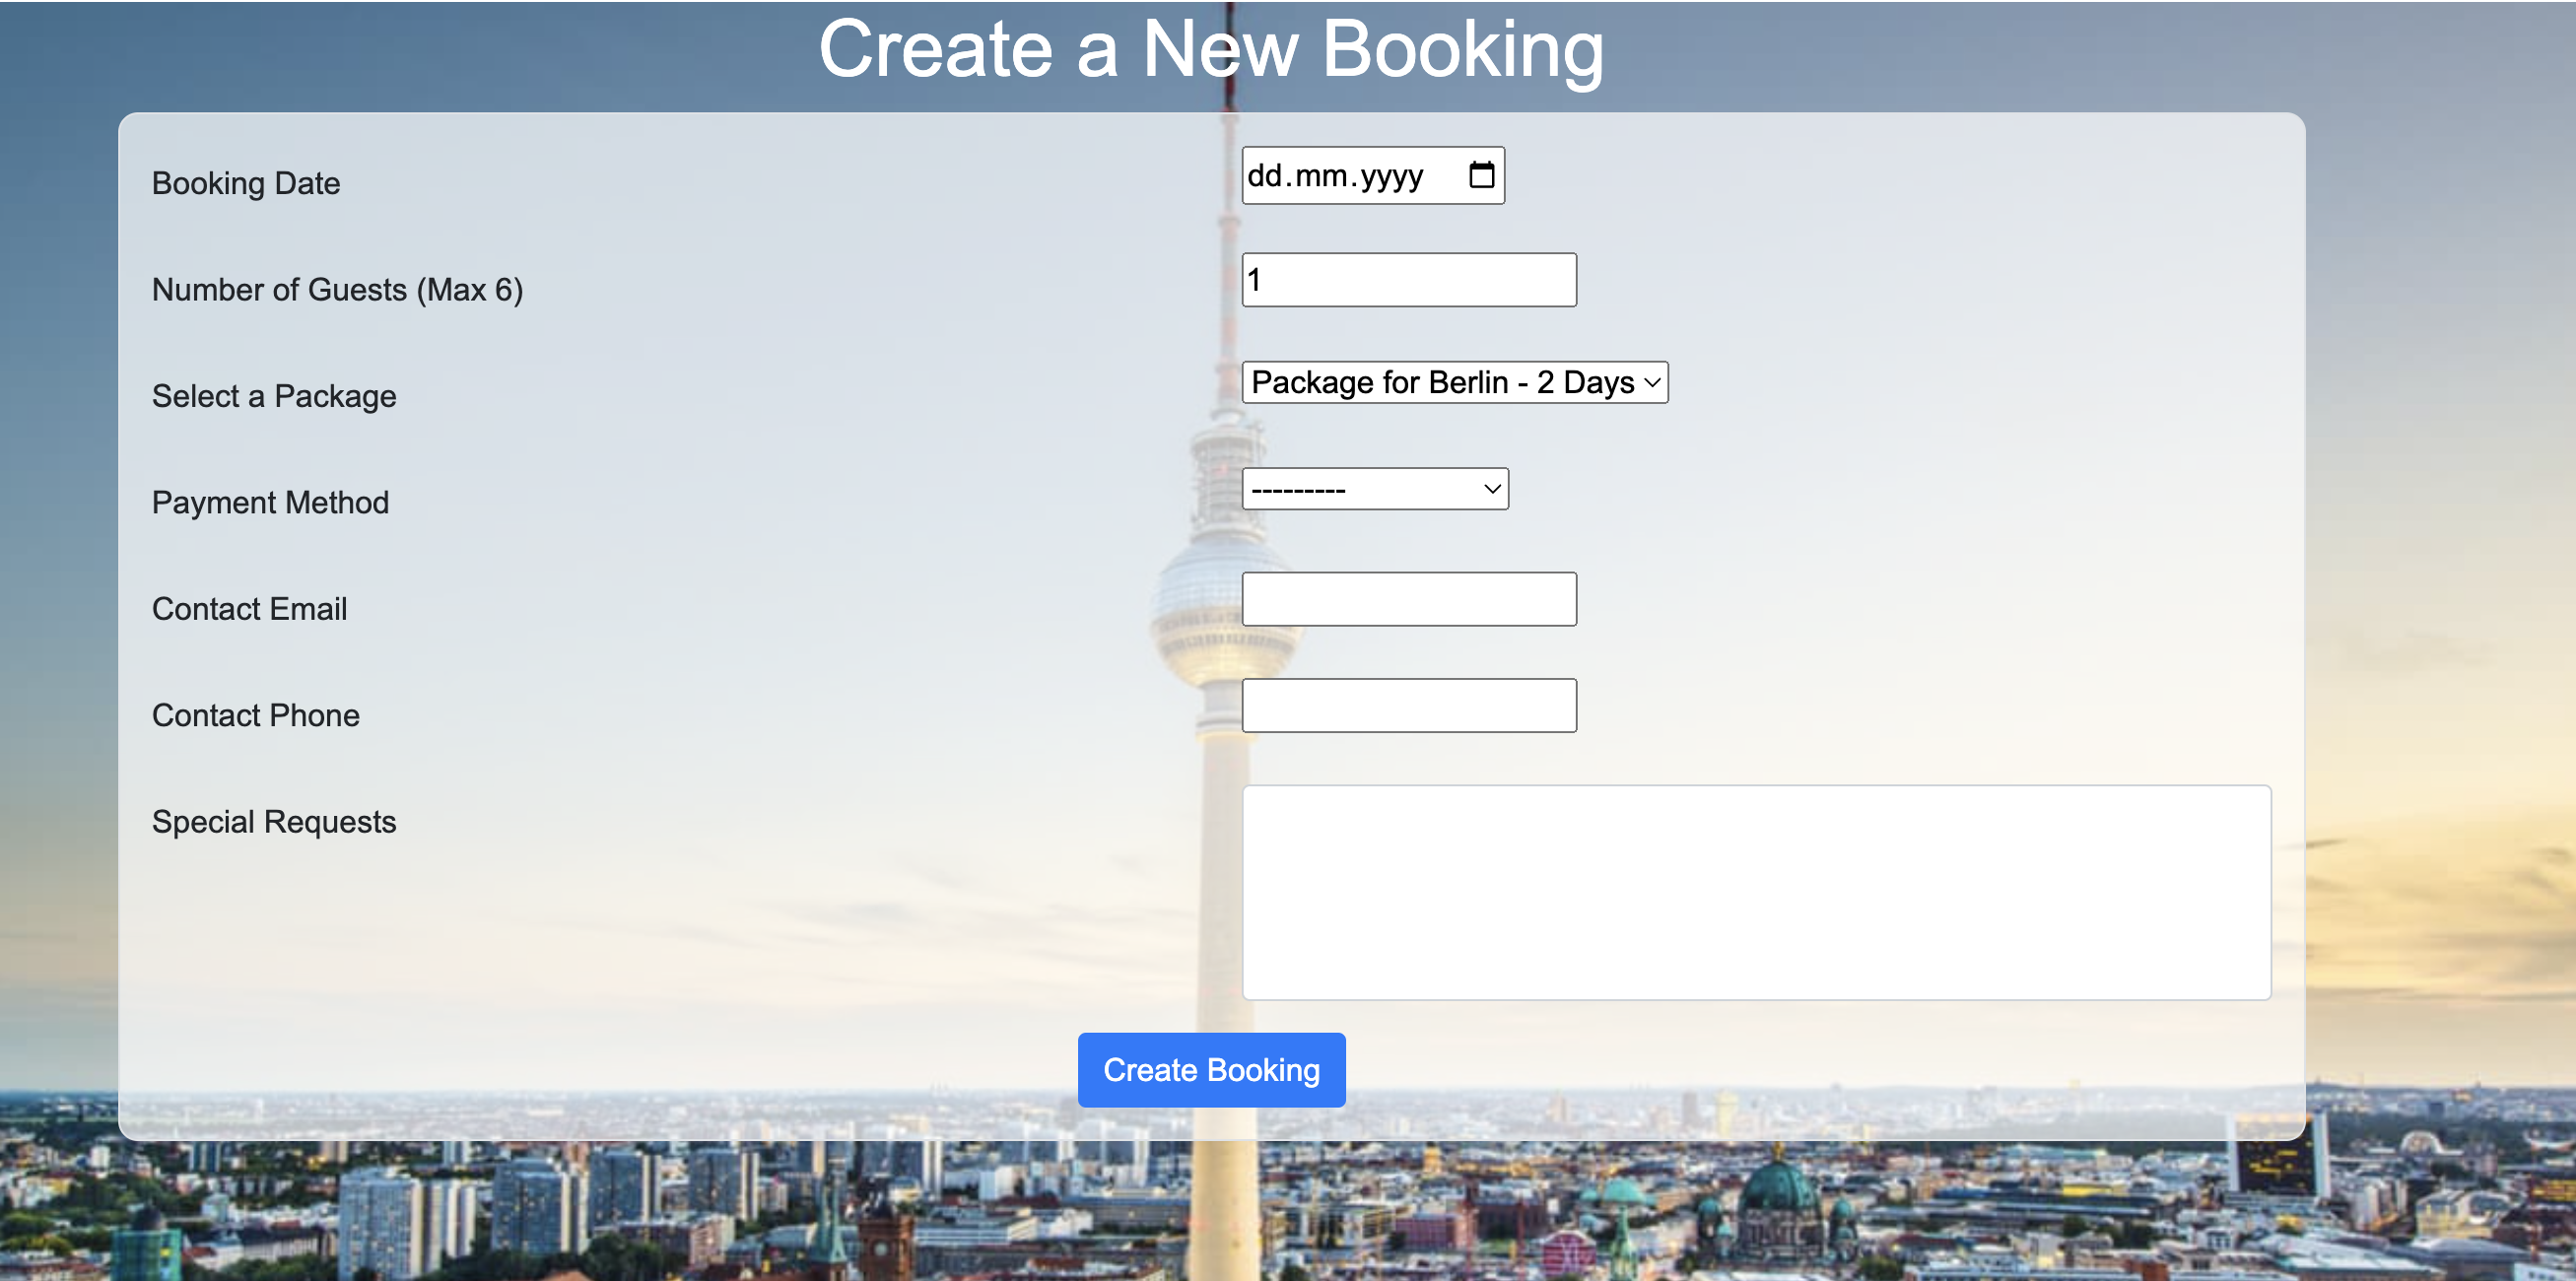 Create a New Booking
Booking Date
dd.mm.yyyy
Number of Guests (Max 6)
1
Select a Package
Package for Berlin - 2 Days
Payment Method
---------
Contact Email
Contact Phone
Special Requests
Create Booking